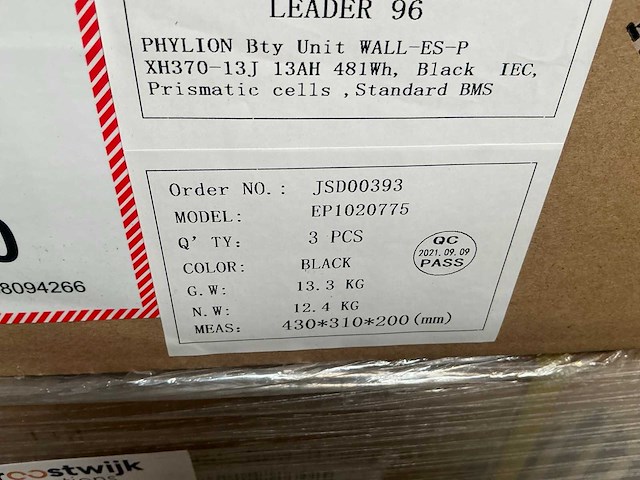 LEADER 96
PHYLION Bty Unit WALL-ES-P
XH370-13J 13AH 481Wh, Black IEC,
Prismatic cells ,Standard BMS
Order NO.: JSD00393
MODEL: EP1020775
Q' TY: 3 PCS
COLOR: BLACK
G.W: 13.3 KG
N.W: 12.4 KG
MEAS: 430*310*200(mm)
QC
2021.09.09
PASS
8094266
roostwijk